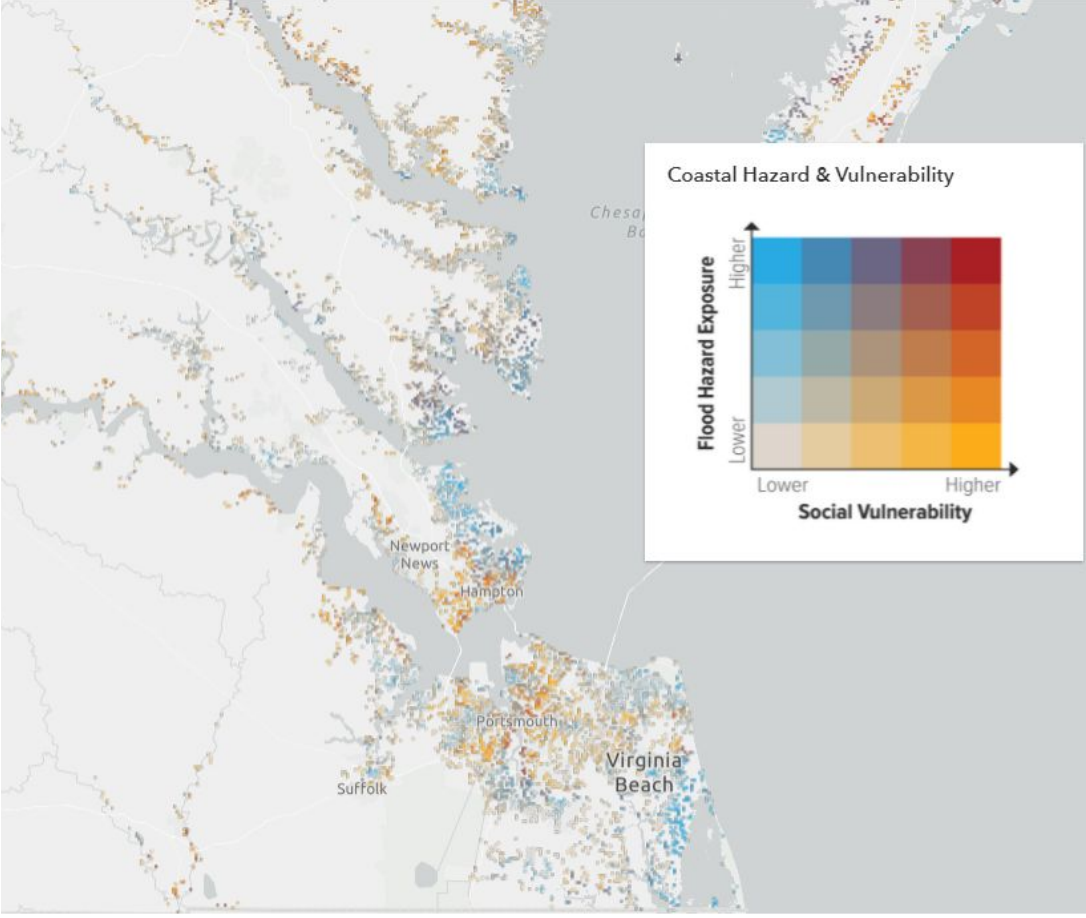 Coastal Hazard & Vulnerability
Flood Hazard Exposure
Higher
Lower
Lower
Higher
Social Vulnerability
Newport
News
Hampton
Portsmouth
Virginia
Beach
Suffolk